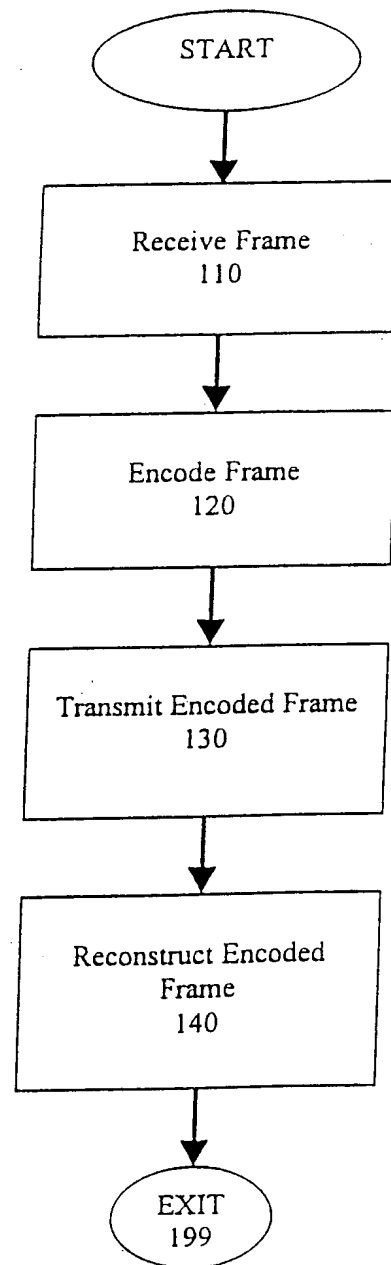 START
Receive Frame
110
Encode Frame
120
Transmit Encoded Frame
130
Reconstruct Encoded
Frame
140
EXIT
199